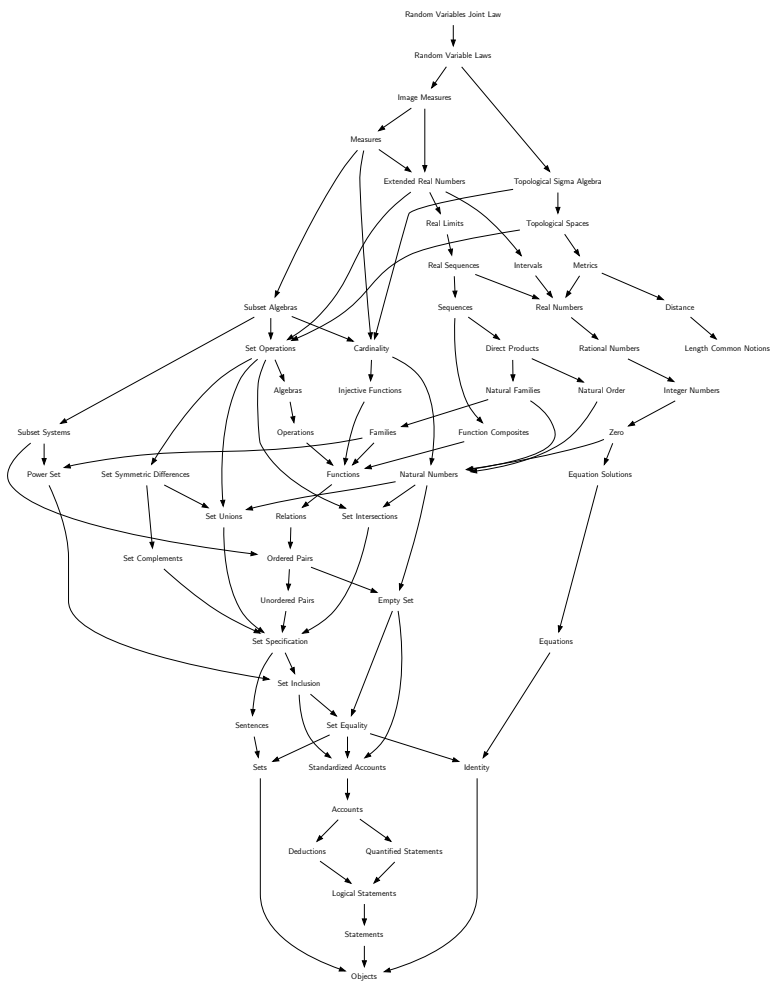 Random Variables Joint Law
Random Variable Laws
Image Measures
Measures
Extended Real Numbers Topological Sigma Algebra
Real Limits Topological Spaces
Real Sequences Intervals Metrics
Subset Algebras Sequences Real Numbers Distance
Set Operations Cardinality Direct Products Rational Numbers Length Common Notions
Algebras Injective Functions Natural Families Natural Order Integer Numbers
Subset Systems Operations Families Function Composites Zero
Power Set Set Symmetric Differences Functions Natural Numbers Equation Solutions
Set Unions Relations Set Intersections
Set Complements Ordered Pairs
Unordered Pairs Empty Set
Set Specification Equations
Set Inclusion
Sentences Set Equality
Sets Standardized Accounts Identity
Accounts
Deductions Quantified Statements
Logical Statements
Statements
Objects